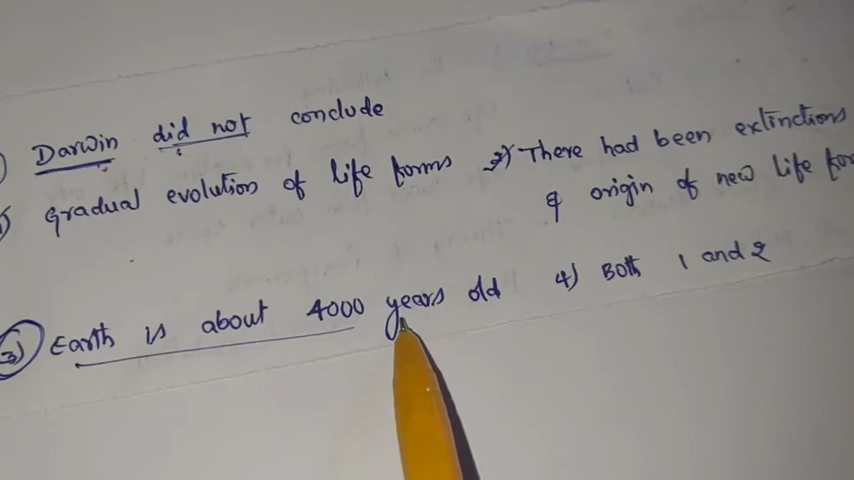 ) Darwin did not conclude
1) Gradual evolution of life forms 2) There had been extinctions
& origin of new life for
3) Earth is about 4000 years old 4) Both 1 and 2